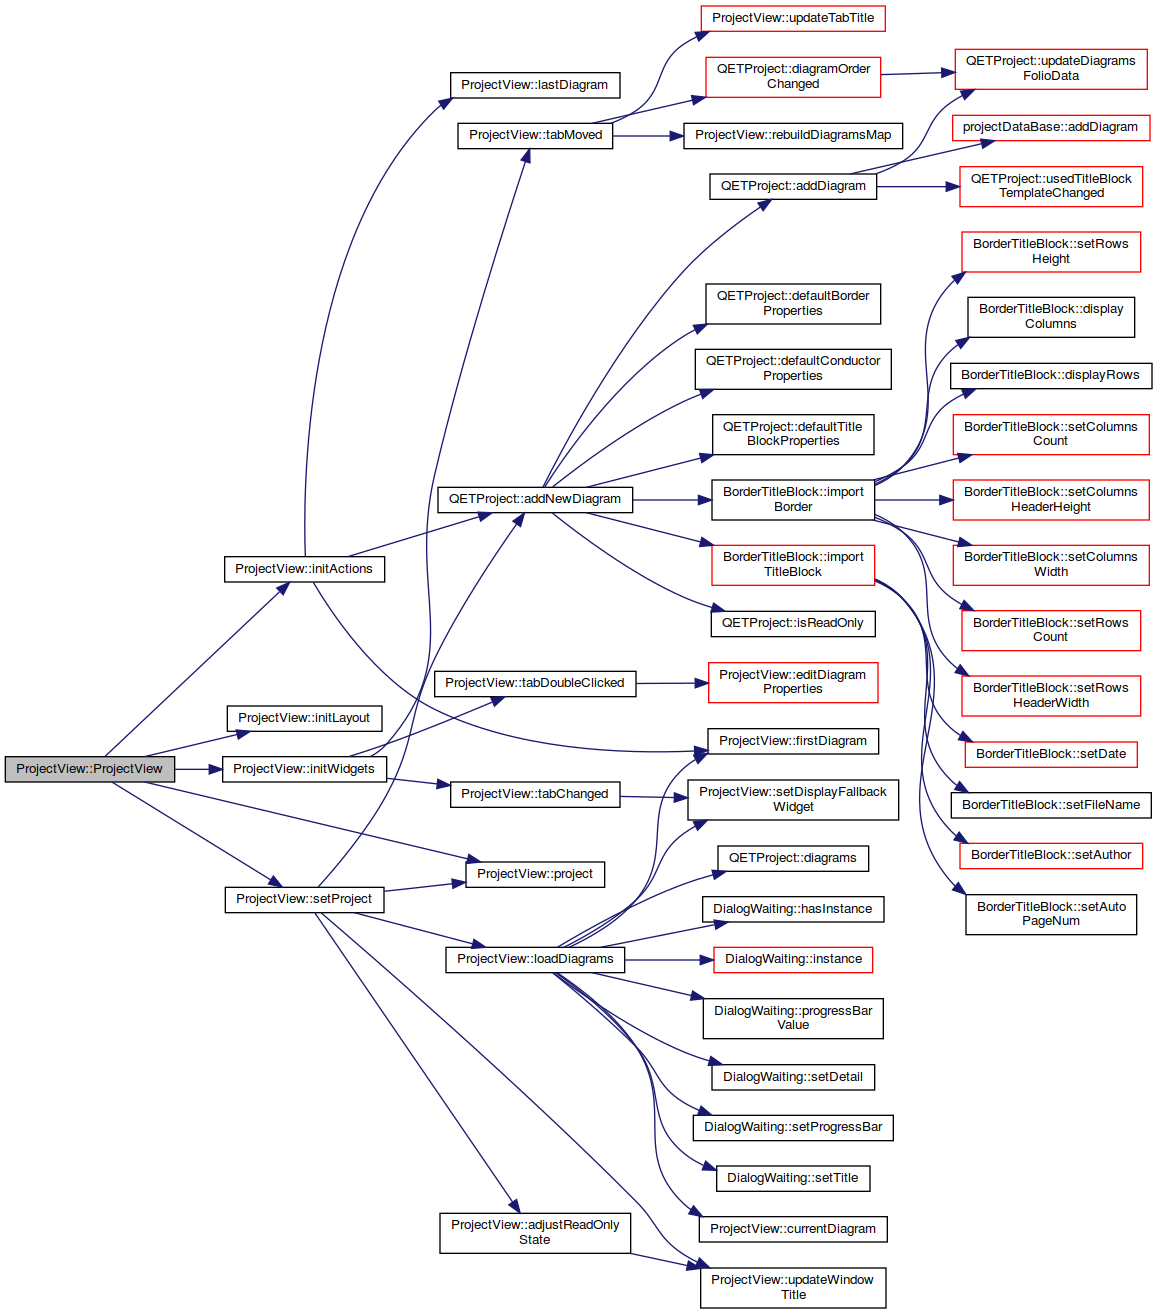 ProjectView::ProjectView
ProjectView::initActions
ProjectView::initLayout
ProjectView::initWidgets
ProjectView::setProject
ProjectView::lastDiagram
ProjectView::tabMoved
QETProject::addNewDiagram
ProjectView::tabDoubleClicked
ProjectView::tabChanged
ProjectView::project
ProjectView::loadDiagrams
ProjectView::adjustReadOnly
State
ProjectView::updateTabTitle
QETProject::diagramOrder
Changed
ProjectView::rebuildDiagramsMap
QETProject::addDiagram
QETProject::defaultBorder
Properties
QETProject::defaultConductor
Properties
QETProject::defaultTitle
BlockProperties
BorderTitleBlock::import
Border
BorderTitleBlock::import
TitleBlock
QETProject::isReadOnly
ProjectView::editDiagram
Properties
ProjectView::firstDiagram
ProjectView::setDisplayFallback
Widget
QETProject::diagrams
DialogWaiting::hasInstance
DialogWaiting::instance
DialogWaiting::progressBar
Value
DialogWaiting::setDetail
DialogWaiting::setProgressBar
DialogWaiting::setTitle
ProjectView::currentDiagram
ProjectView::updateWindow
Title
QETProject::updateDiagrams
FolioData
projectDataBase::addDiagram
QETProject::usedTitleBlock
TemplateChanged
BorderTitleBlock::setRows
Height
BorderTitleBlock::display
Columns
BorderTitleBlock::displayRows
BorderTitleBlock::setColumns
Count
BorderTitleBlock::setColumns
HeaderHeight
BorderTitleBlock::setColumns
Width
BorderTitleBlock::setRows
Count
BorderTitleBlock::setRows
HeaderWidth
BorderTitleBlock::setDate
BorderTitleBlock::setFileName
BorderTitleBlock::setAuthor
BorderTitleBlock::setAuto
PageNum